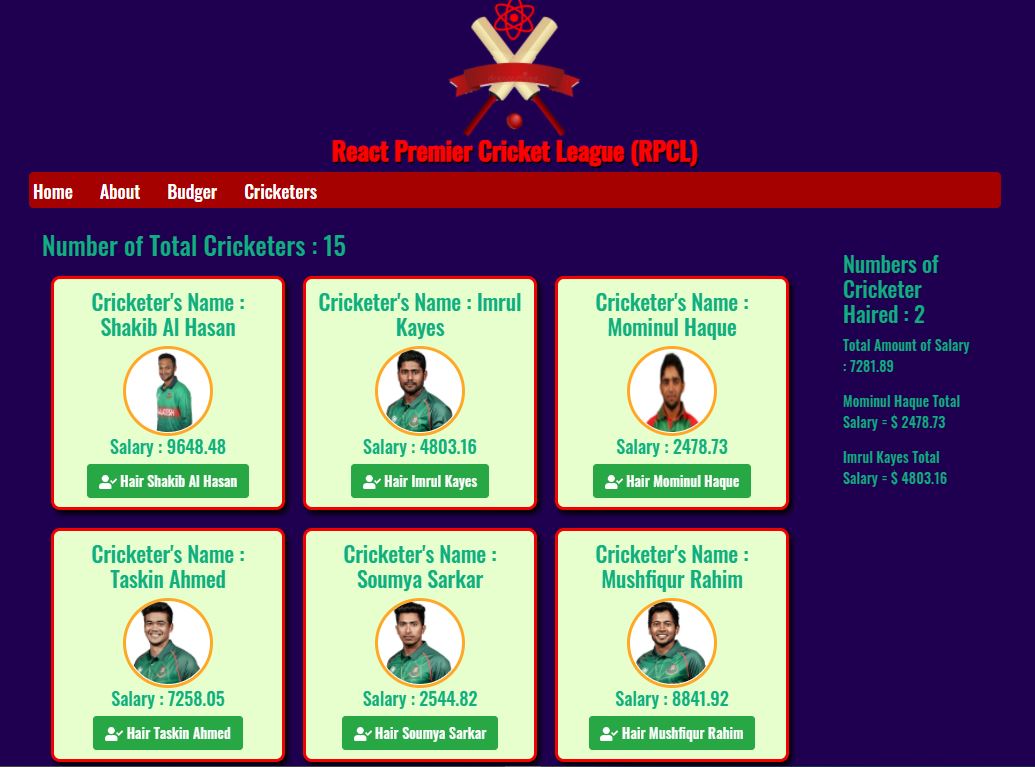 React Premier Cricket League (RPCL)
Home About Budger Cricketers
Number of Total Cricketers : 15
Cricketer's Name :
Shakib Al Hasan
Salary : 9648.48
Hair Shakib Al Hasan
Cricketer's Name : Imrul
Kayes
Salary : 4803.16
Hair Imrul Kayes
Cricketer's Name :
Mominul Haque
Salary : 2478.73
Hair Mominul Haque
Cricketer's Name :
Taskin Ahmed
Salary : 7258.05
Hair Taskin Ahmed
Cricketer's Name :
Soumya Sarkar
Salary : 2544.82
Hair Soumya Sarkar
Cricketer's Name :
Mushfiqur Rahim
Salary : 8841.92
Hair Mushfiqur Rahim
Numbers of
Cricketer
Haired : 2
Total Amount of Salary
: 7281.89
Mominul Haque Total
Salary = $ 2478.73
Imrul Kayes Total
Salary = $ 4803.16